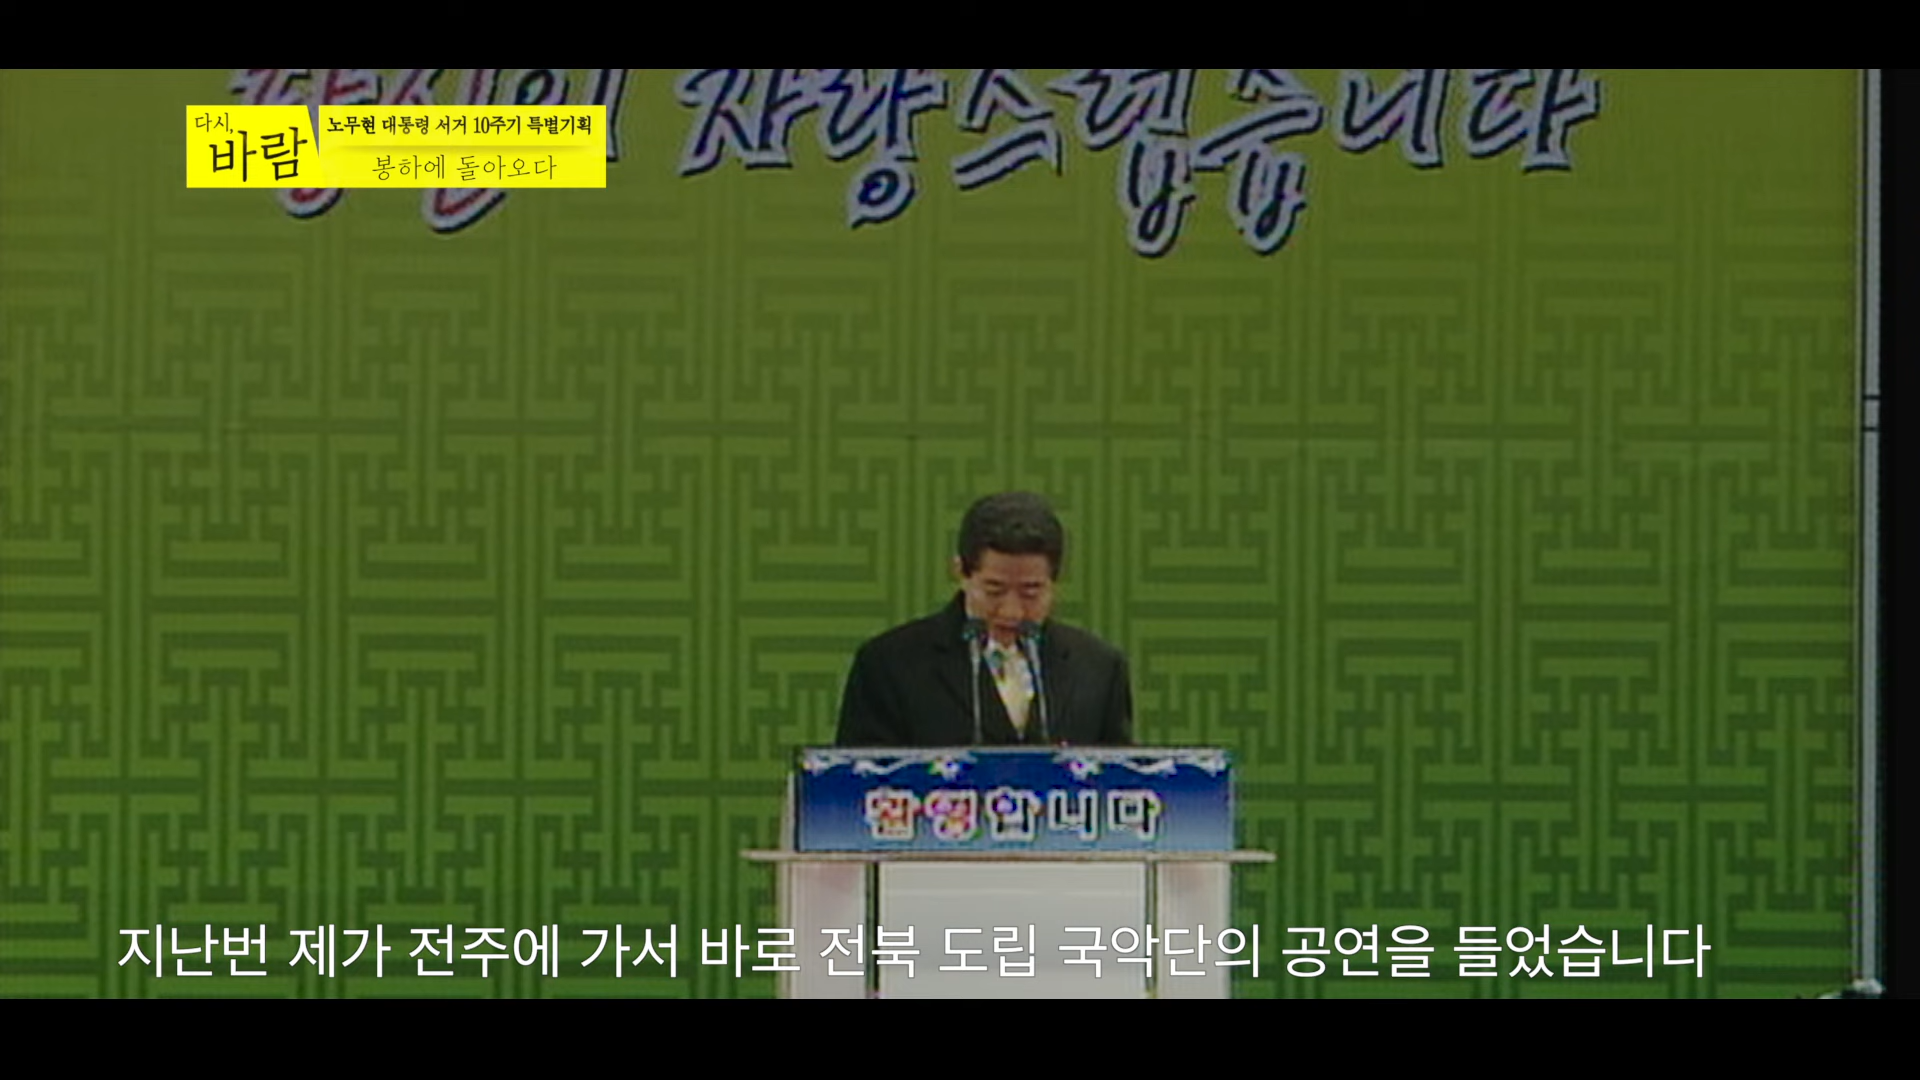 당신이 자랑스럽습니다
다시,
바람
노무현 대통령 서거 10주기 특별기획
봉하에 돌아오다
환영합니다
지난번 제가 전주에 가서 바로 전북 도립 국악단의 공연을 들었습니다